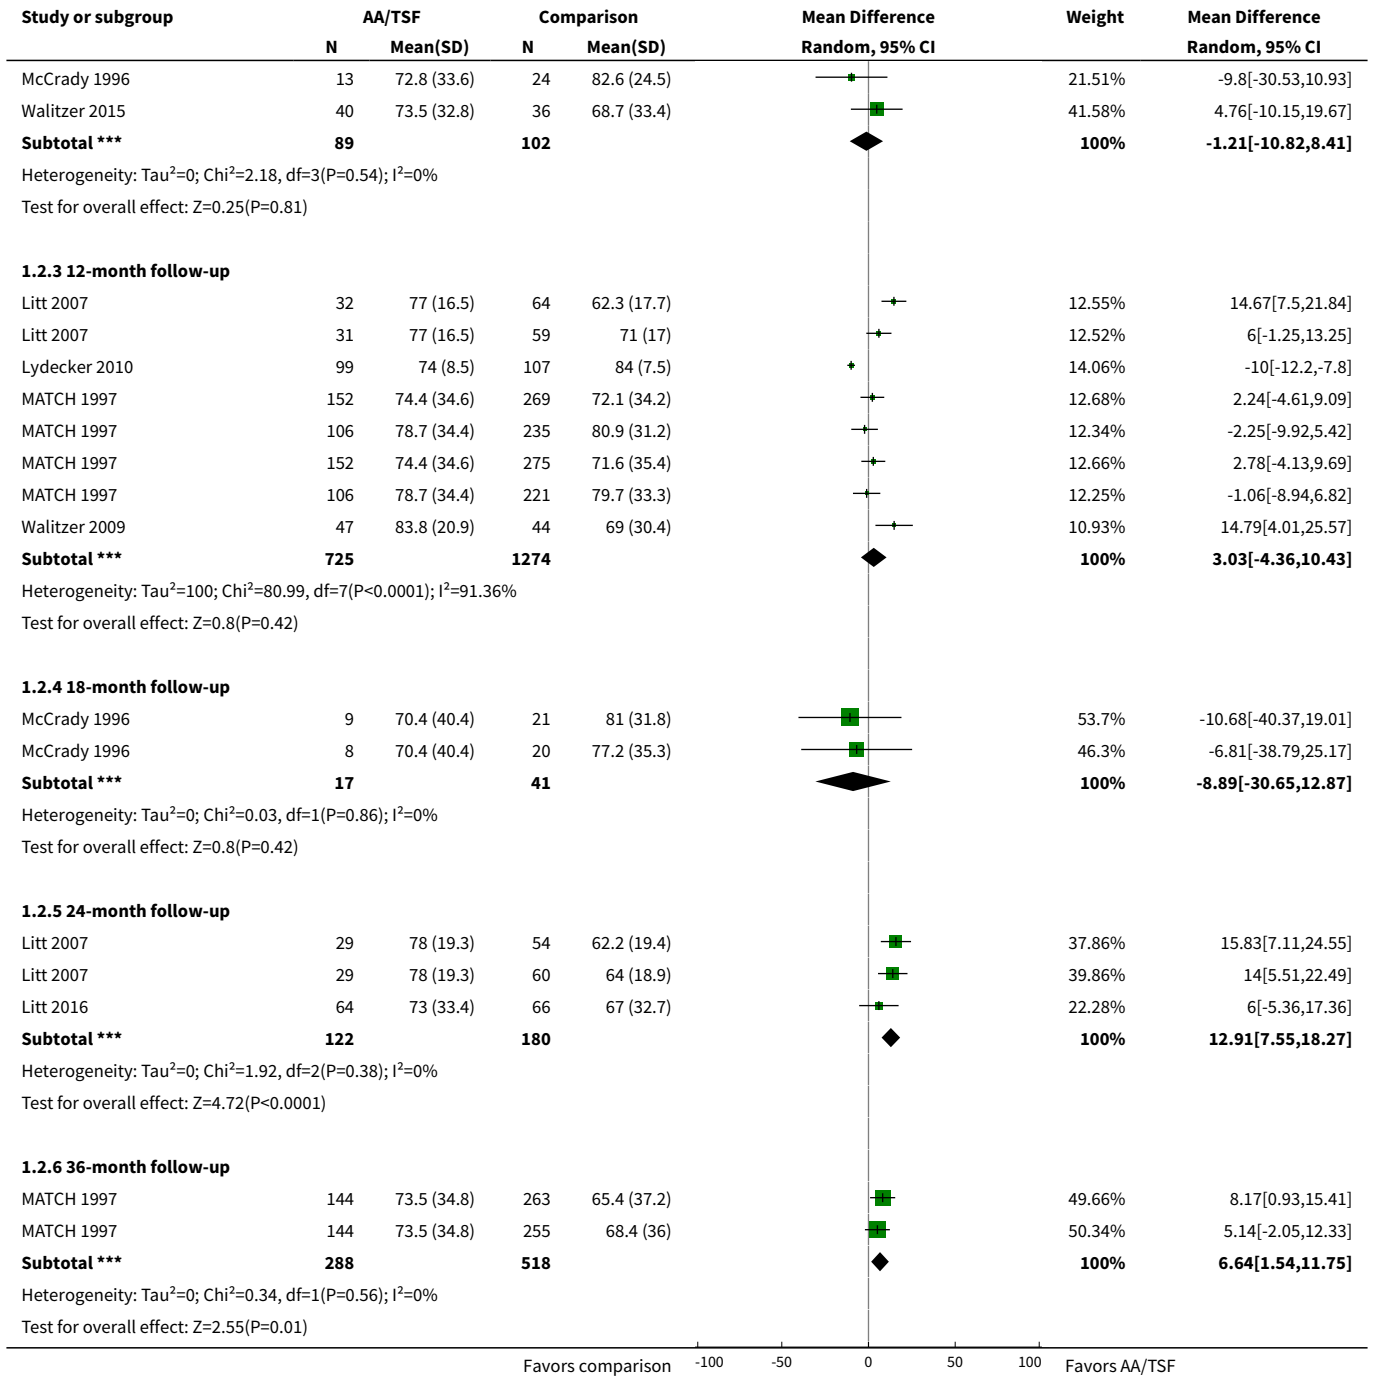 Study or subgroup AA/TSF Comparison Mean Difference Weight Mean Difference
N Mean(SD) N Mean(SD) Random, 95% CI Random, 95% CI
McCrady 1996 13 72.8 (33.6) 24 82.6 (24.5) 21.51% -9.8[-30.53,10.93]
Walitzer 2015 40 73.5 (32.8) 36 68.7 (33.4) 41.58% 4.76[-10.15,19.67]
Subtotal *** 89 102 100% -1.21[-10.82,8.41]
Heterogeneity: Tau²=0; Chi²=2.18, df=3(P=0.54); I²=0%
Test for overall effect: Z=0.25(P=0.81)
1.2.3 12-month follow-up
Litt 2007 32 77 (16.5) 64 62.3 (17.7) 12.55% 14.67[7.5,21.84]
Litt 2007 31 77 (16.5) 59 71 (17) 12.52% 6[-1.25,13.25]
Lydecker 2010 99 74 (8.5) 107 84 (7.5) 14.06% -10[-12.2,-7.8]
MATCH 1997 152 74.4 (34.6) 269 72.1 (34.2) 12.68% 2.24[-4.61,9.09]
MATCH 1997 106 78.7 (34.4) 235 80.9 (31.2) 12.34% -2.25[-9.92,5.42]
MATCH 1997 152 74.4 (34.6) 275 71.6 (35.4) 12.66% 2.78[-4.13,9.69]
MATCH 1997 106 78.7 (34.4) 221 79.7 (33.3) 12.25% -1.06[-8.94,6.82]
Walitzer 2009 47 83.8 (20.9) 44 69 (30.4) 10.93% 14.79[4.01,25.57]
Subtotal *** 725 1274 100% 3.03[-4.36,10.43]
Heterogeneity: Tau²=100; Chi²=80.99, df=7(P<0.0001); I²=91.36%
Test for overall effect: Z=0.8(P=0.42)
1.2.4 18-month follow-up
McCrady 1996 9 70.4 (40.4) 21 81 (31.8) 53.7% -10.68[-40.37,19.01]
McCrady 1996 8 70.4 (40.4) 20 77.2 (35.3) 46.3% -6.81[-38.79,25.17]
Subtotal *** 17 41 100% -8.89[-30.65,12.87]
Heterogeneity: Tau²=0; Chi²=0.03, df=1(P=0.86); I²=0%
Test for overall effect: Z=0.8(P=0.42)
1.2.5 24-month follow-up
Litt 2007 29 78 (19.3) 54 62.2 (19.4) 37.86% 15.83[7.11,24.55]
Litt 2007 29 78 (19.3) 60 64 (18.9) 39.86% 14[5.51,22.49]
Litt 2016 64 73 (33.4) 66 67 (32.7) 22.28% 6[-5.36,17.36]
Subtotal *** 122 180 100% 12.91[7.55,18.27]
Heterogeneity: Tau²=0; Chi²=1.92, df=2(P=0.38); I²=0%
Test for overall effect: Z=4.72(P<0.0001)
1.2.6 36-month follow-up
MATCH 1997 144 73.5 (34.8) 263 65.4 (37.2) 49.66% 8.17[0.93,15.41]
MATCH 1997 144 73.5 (34.8) 255 68.4 (36) 50.34% 5.14[-2.05,12.33]
Subtotal *** 288 518 100% 6.64[1.54,11.75]
Heterogeneity: Tau²=0; Chi²=0.34, df=1(P=0.56); I²=0%
Test for overall effect: Z=2.55(P=0.01)
Favors comparison -100 -50 0 50 100 Favors AA/TSF